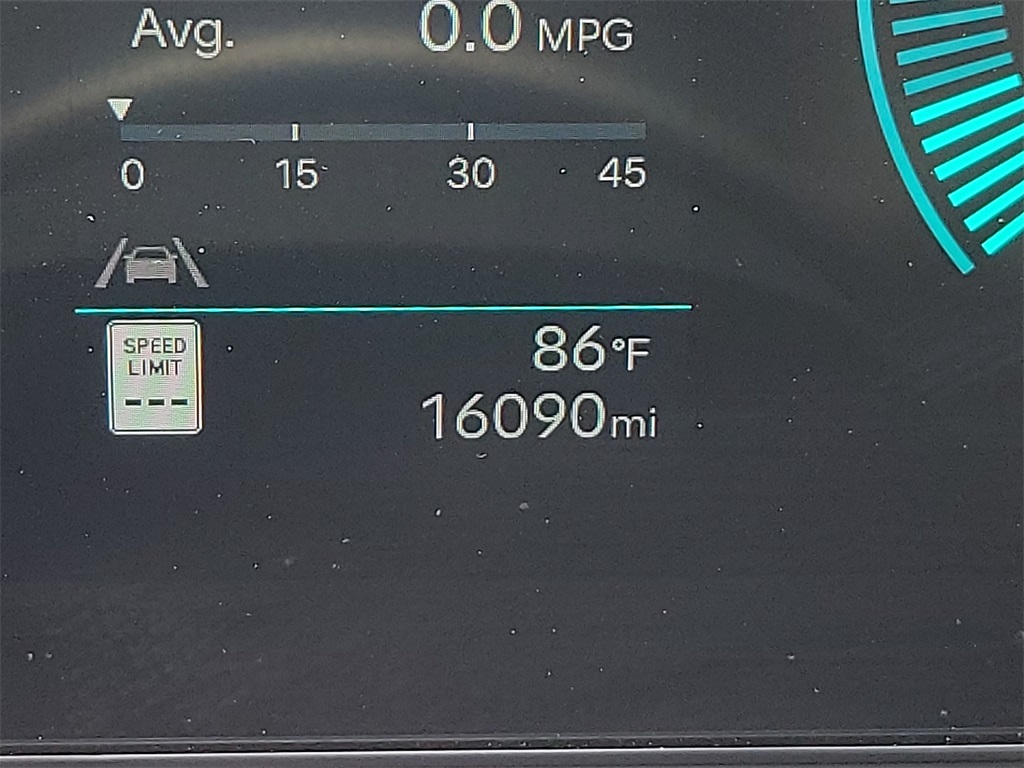 Avg. 0.0 MPG
0 15 30 45
SPEED
LIMIT
---
86°F
16090mi